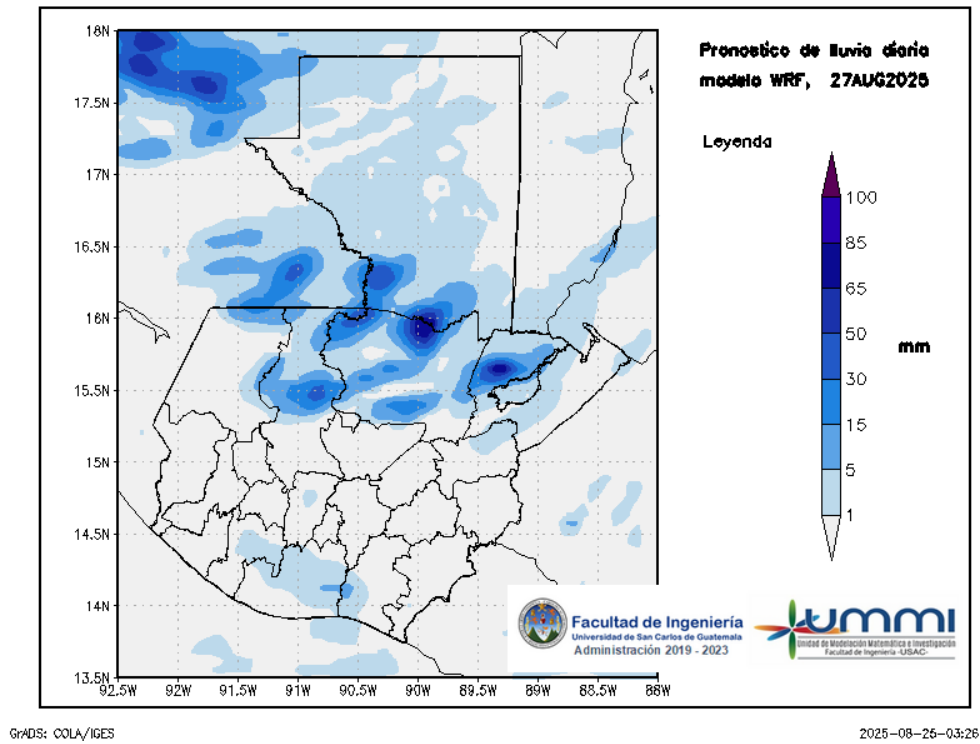 Pronostico de lluvia diaria
modelo WRF, 27AUG2025
Leyenda
100
85
65
50
30
15
5
1
mm
18N
17.5N
17N
16.5N
16N
15.5N
15N
14.5N
14N
13.5N
92.5W 92W 91.5W 91W 90.5W 90W 89.5W 89W 88.5W 88W
Facultad de Ingeniería
Universidad de San Carlos de Guatemala
Administración 2019 - 2023
ummi
Unidad de Modelación Matemática e Investigación
Facultad de Ingeniería -USAC-
GrADS: COLA/IGES
2025-08-25-03:26